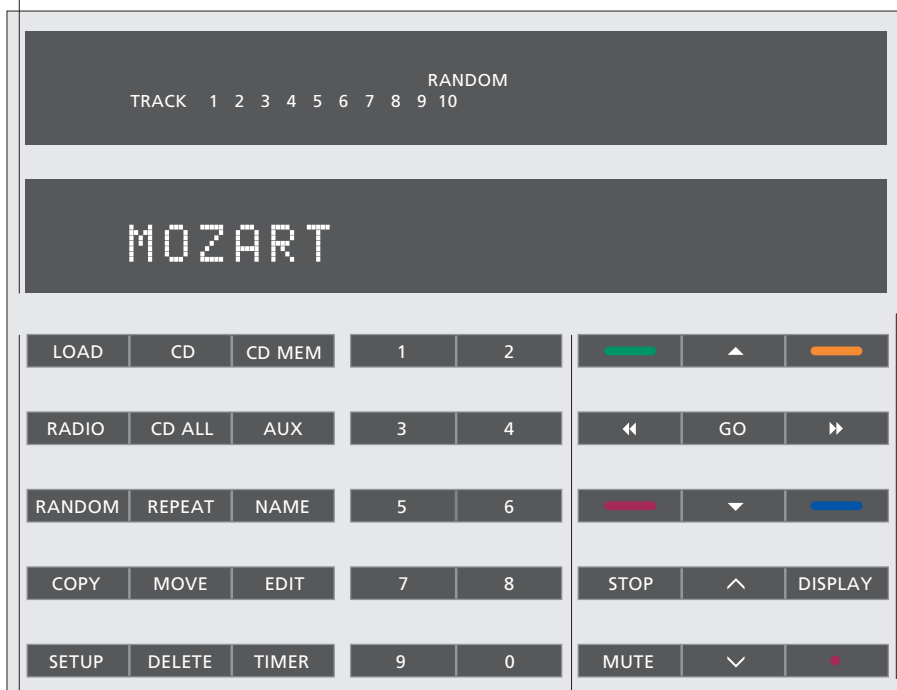 RANDOM
TRACK 1 2 3 4 5 6 7 8 9 10
MOZART
LOAD CD CD MEM 1 2
RADIO CD ALL AUX 3 4 GO
RANDOM REPEAT NAME 5 6
COPY MOVE EDIT 7 8 STOP DISPLAY
SETUP DELETE TIMER 9 0 MUTE